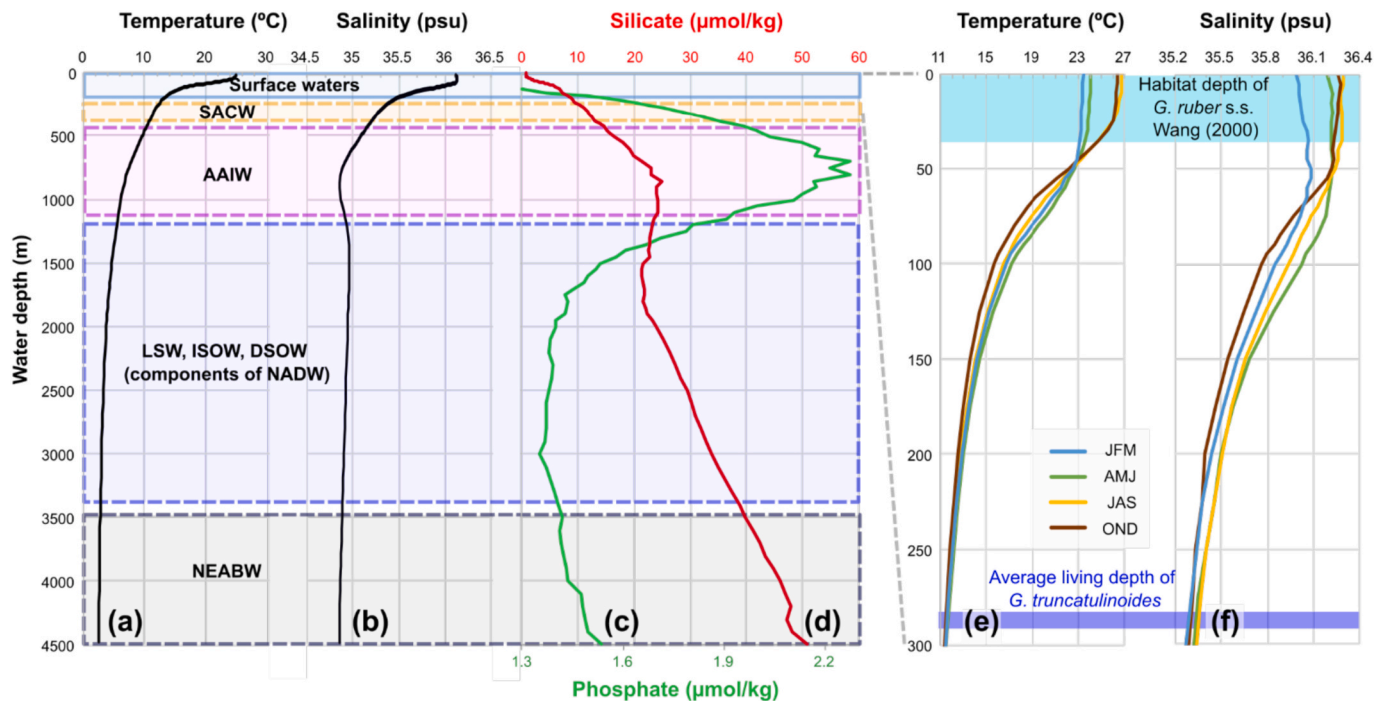 Temperature (ºC) Salinity (psu) Silicate (µmol/kg) Temperature (ºC) Salinity (psu)
0 10 20 30 34.5 35 35.5 36 36.5 0 10 20 30 40 50 60 11 15 19 23 27 35.2 35.5 35.8 36.1 36.4
Water depth (m)
0
500
1000
1500
2000
2500
3000
3500
4000
4500
Surface waters
SACW
AAIW
LSW, ISOW, DSOW
(components of NADW)
NEABW
(a) (b) (c) (d)
1.3 1.6 1.9 2.2
Phosphate (µmol/kg)
0
50
100
150
200
250
300
Habitat depth of
G. ruber s.s.
Wang (2000)
JFM
AMJ
JAS
OND
Average living depth of
G. truncatulinoides
(e) (f)